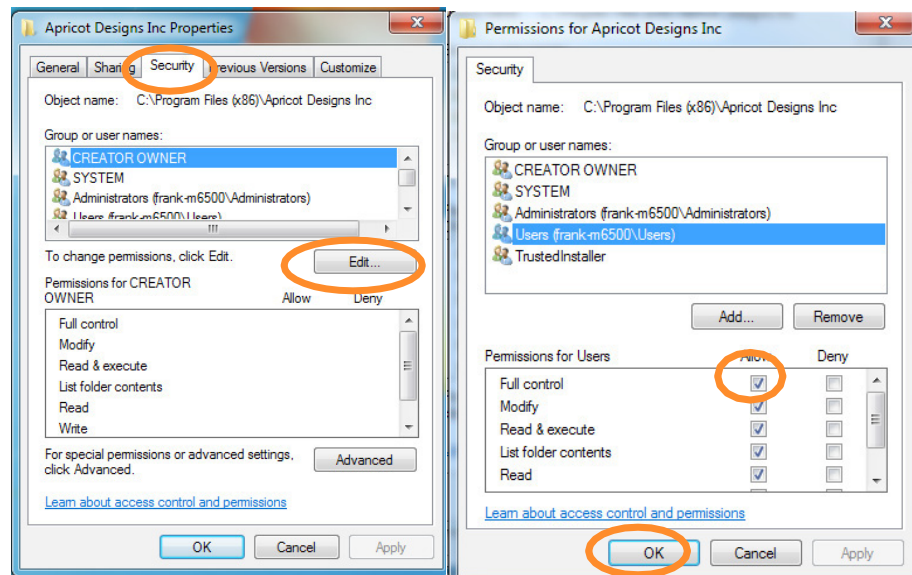 Apricot Designs Inc Properties
General Sharing Security Previous Versions Customize
Object name: C:\Program Files (x86)\Apricot Designs Inc
Group or user names:
CREATOR OWNER
SYSTEM
Administrators (frank-m6500\Administrators)
Users (frank-m6500\Users)
To change permissions, click Edit.
Edit...
Permissions for CREATOR
OWNER Allow Deny
Full control
Modify
Read & execute
List folder contents
Read
Write
For special permissions or advanced settings,
click Advanced.
Advanced
Learn about access control and permissions
OK Cancel Apply
Permissions for Apricot Designs Inc
Security
Object name: C:\Program Files (x86)\Apricot Designs Inc
Group or user names:
CREATOR OWNER
SYSTEM
Administrators (frank-m6500\Administrators)
Users (frank-m6500\Users)
TrustedInstaller
Add... Remove
Permissions for Users Allow Deny
Full control
Modify
Read & execute
List folder contents
Read
Learn about access control and permissions
OK Cancel Apply